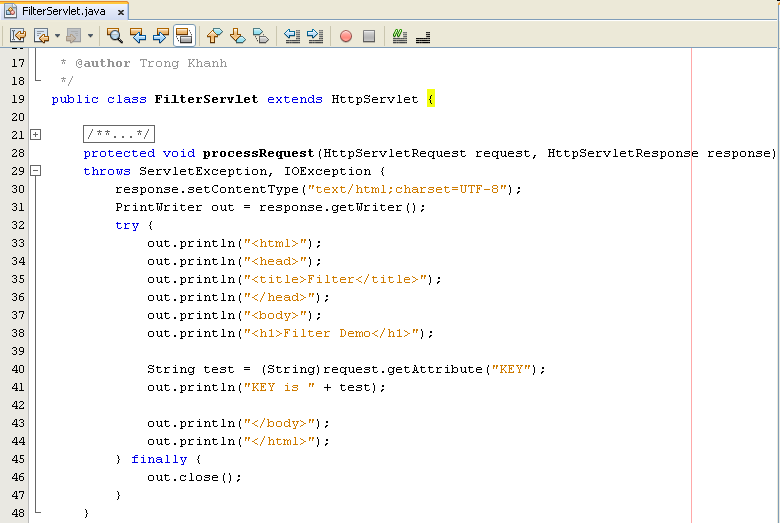 FilterServlet.java x
17 * @author Trong Khanh
18 */
19 public class FilterServlet extends HttpServlet {
20
21 /**...*/
28 protected void processRequest(HttpServletRequest request, HttpServletResponse response)
29 throws ServletException, IOException {
30 response.setContentType("text/html;charset=UTF-8");
31 PrintWriter out = response.getWriter();
32 try {
33 out.println("<html>");
34 out.println("<head>");
35 out.println("<title>Filter</title>");
36 out.println("</head>");
37 out.println("<body>");
38 out.println("<h1>Filter Demo</h1>");
39
40 String test = (String)request.getAttribute("KEY");
41 out.println("KEY is " + test);
42
43 out.println("</body>");
44 out.println("</html>");
45 } finally {
46 out.close();
47 }
48 }